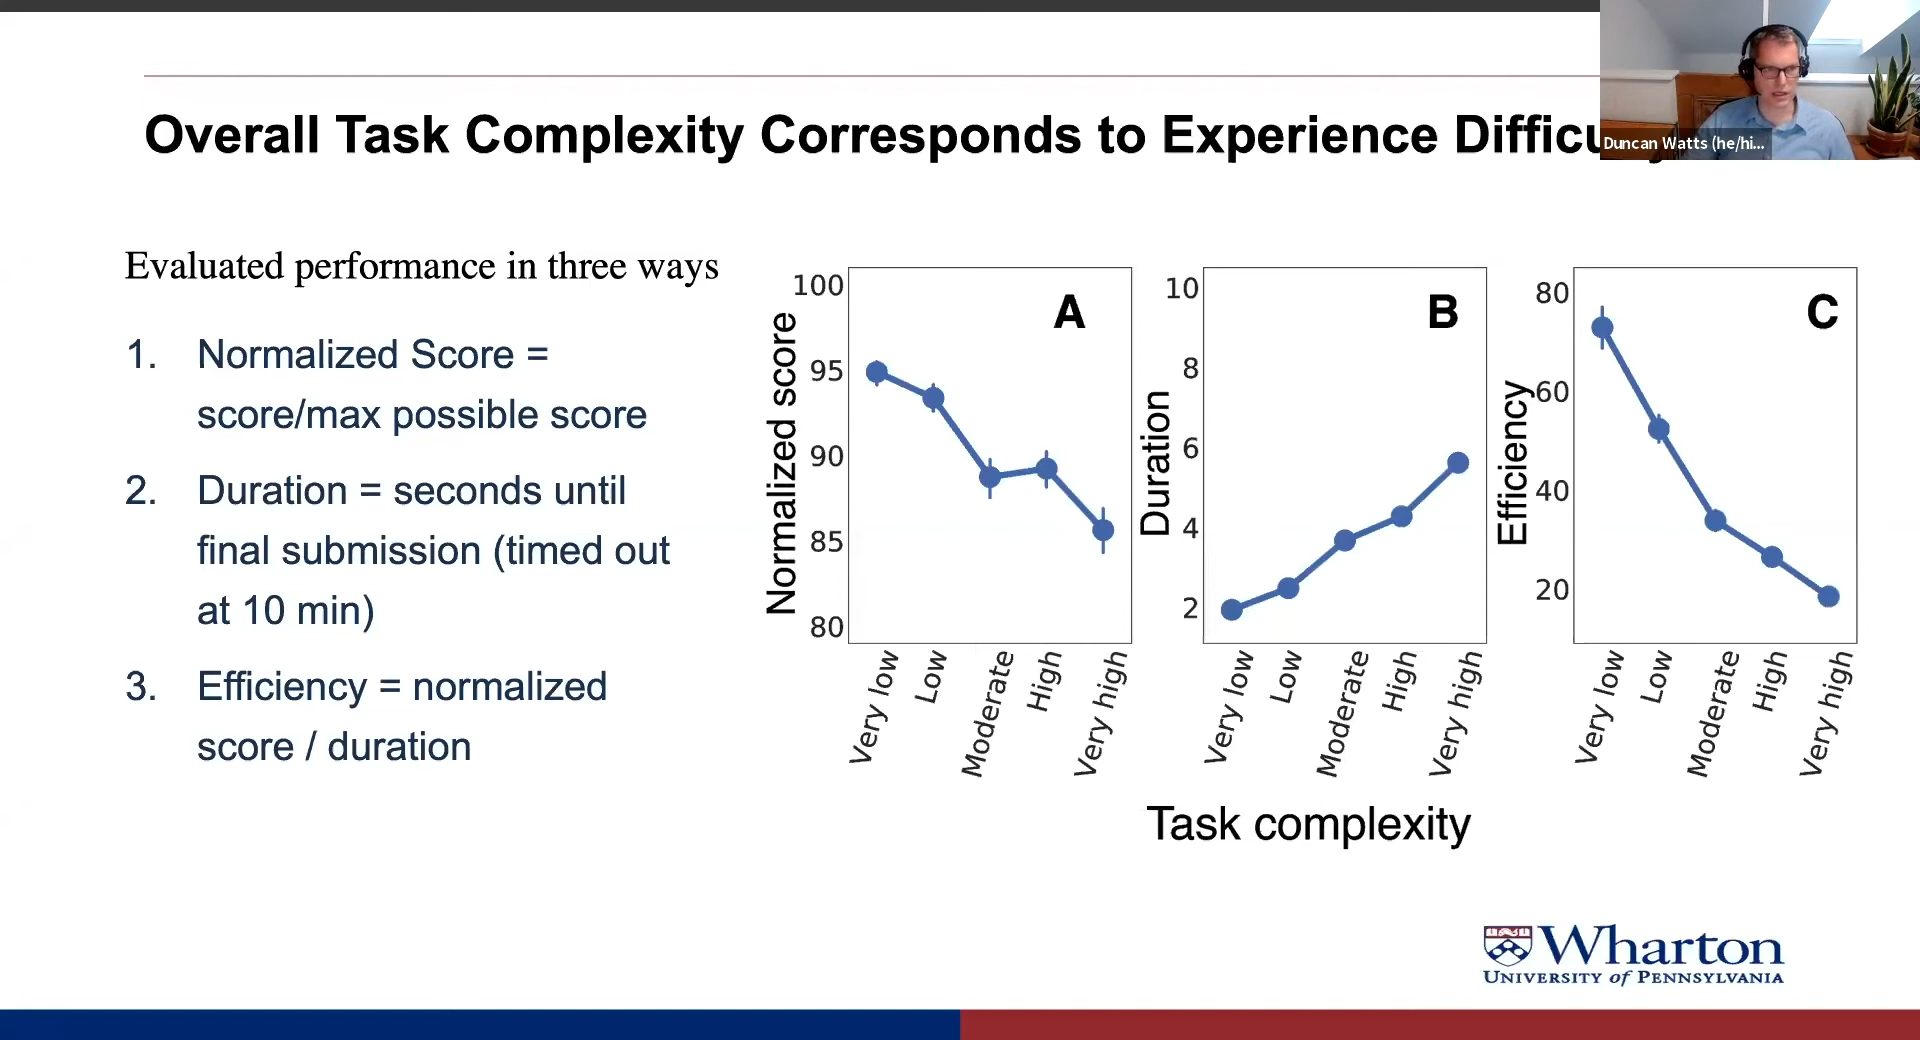 Overall Task Complexity Corresponds to Experience
Duncan Watts (he/hi...
Evaluated performance in three ways
1. Normalized Score =
score/max possible score
2. Duration = seconds until
final submission (timed out
at 10 min)
3. Efficiency = normalized
score / duration
A
Normalized score
100
95
90
85
80
Very low
Low
Moderate
High
Very high
B
Duration
10
8
6
4
2
Very low
Low
Moderate
High
Very high
C
Efficiency
80
60
40
20
Very low
Low
Moderate
High
Very high
Task complexity
Wharton
UNIVERSITY of PENNSYLVANIA